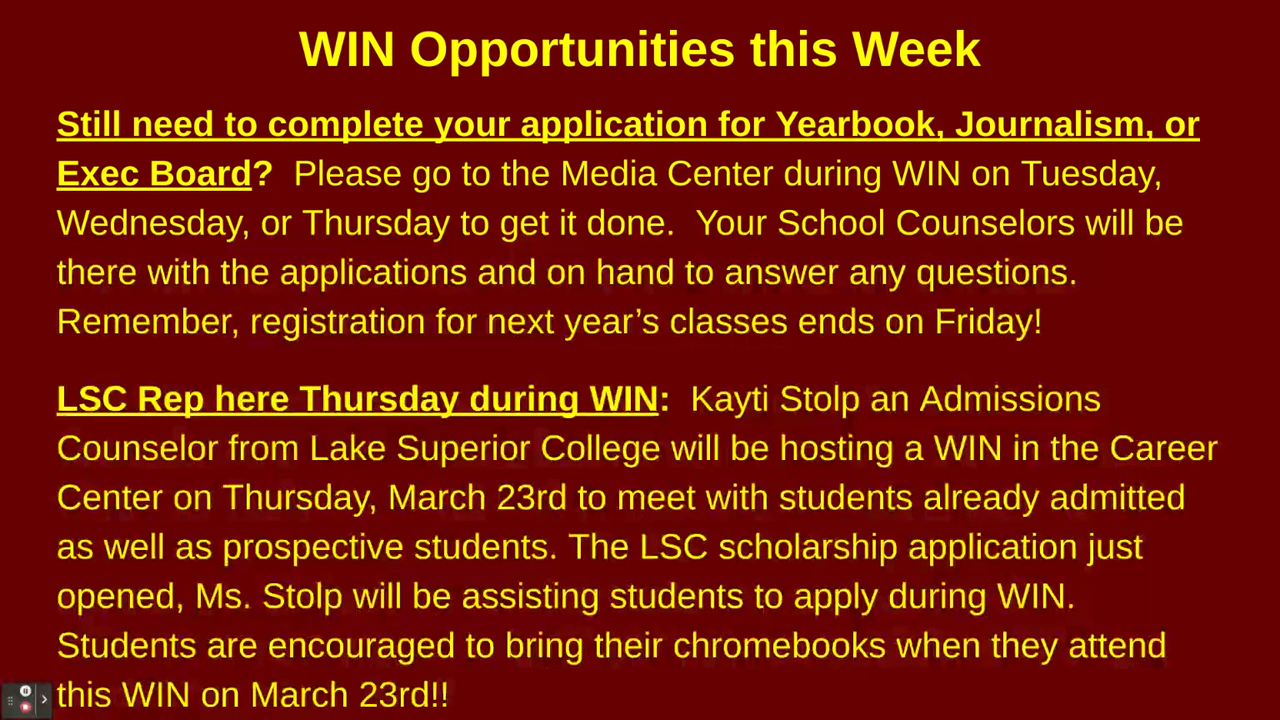 WIN Opportunities this Week
Still need to complete your application for Yearbook, Journalism, or
Exec Board?  Please go to the Media Center during WIN on Tuesday,
Wednesday, or Thursday to get it done.  Your School Counselors will be
there with the applications and on hand to answer any questions.
Remember, registration for next year’s classes ends on Friday!
LSC Rep here Thursday during WIN:  Kayti Stolp an Admissions
Counselor from Lake Superior College will be hosting a WIN in the Career
Center on Thursday, March 23rd to meet with students already admitted
as well as prospective students. The LSC scholarship application just
opened, Ms. Stolp will be assisting students to apply during WIN.
Students are encouraged to bring their chromebooks when they attend
this WIN on March 23rd!!